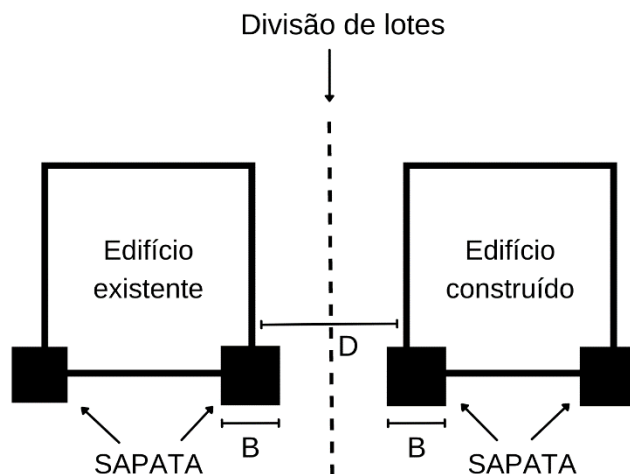 Divisão de lotes
Edifício
existente
Edifício
construído
D
B
B
SAPATA
SAPATA